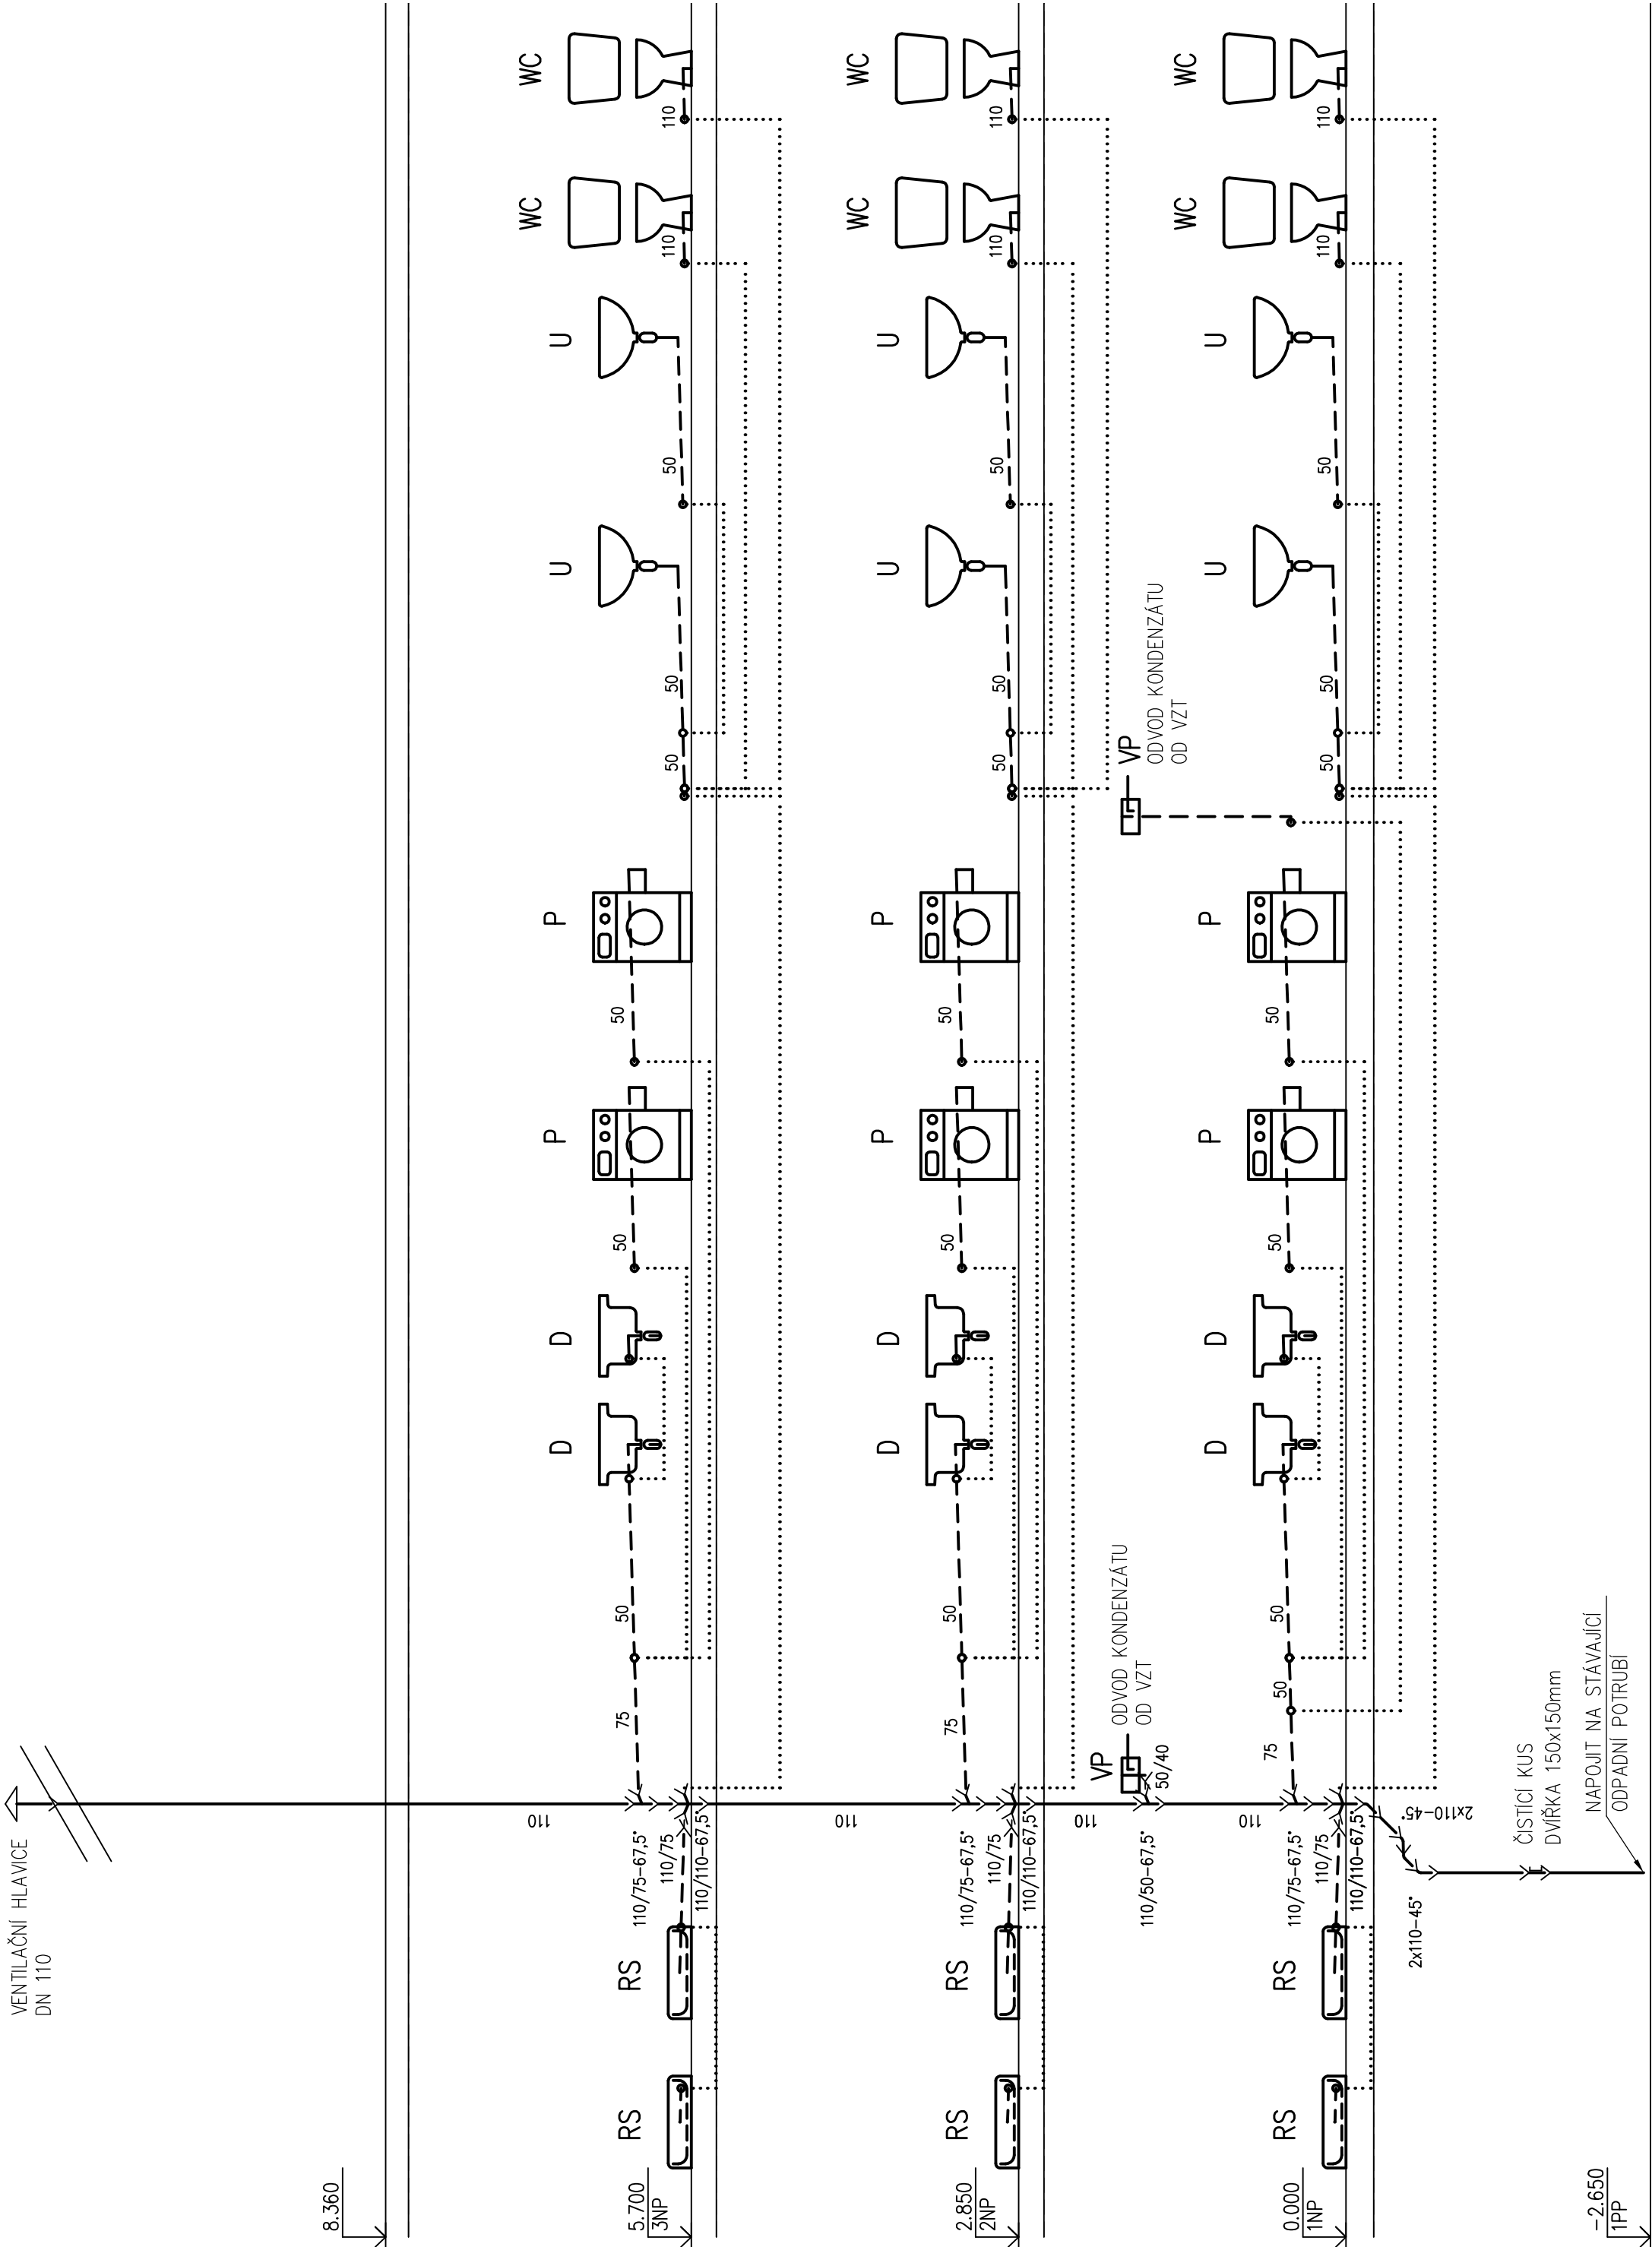 VENTILAČNÍ HLAVICE
DN 110
8.360
WC
WC
U
U
P
P
D
D
RS
RS
5.700
3NP
110
110/75-67,5°
110/75
110/110-67,5°
75
50
50
50
50
50
50
110
110
WC
WC
U
U
P
P
D
D
RS
RS
2.850
2NP
110
110/75-67,5°
110/75
110/110-67,5°
75
50
50
50
50
50
50
110
110
VP
ODVOD KONDENZÁTU
OD VZT
VP
ODVOD KONDENZÁTU
OD VZT
50/40
110
110/50-67,5°
WC
WC
U
U
P
P
D
D
RS
RS
0.000
1NP
110
110/75-67,5°
110/75
110/110-67,5°
75
50
50
50
50
50
50
50
110
110
2x110-45°
2x110-45°
ČISTÍCÍ KUS
DVÍŘKA 150x150mm
NAPOJIT NA STÁVAJÍCÍ
ODPADNÍ POTRUBÍ
-2.650
1PP